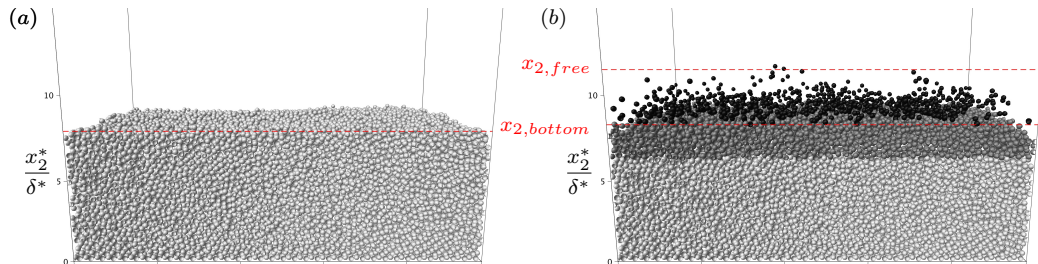 (a)
10
x_2^*
δ^*
5
0
x_{2,free}
x_{2,bottom}
(b)
10
x_2^*
δ^*
5
0